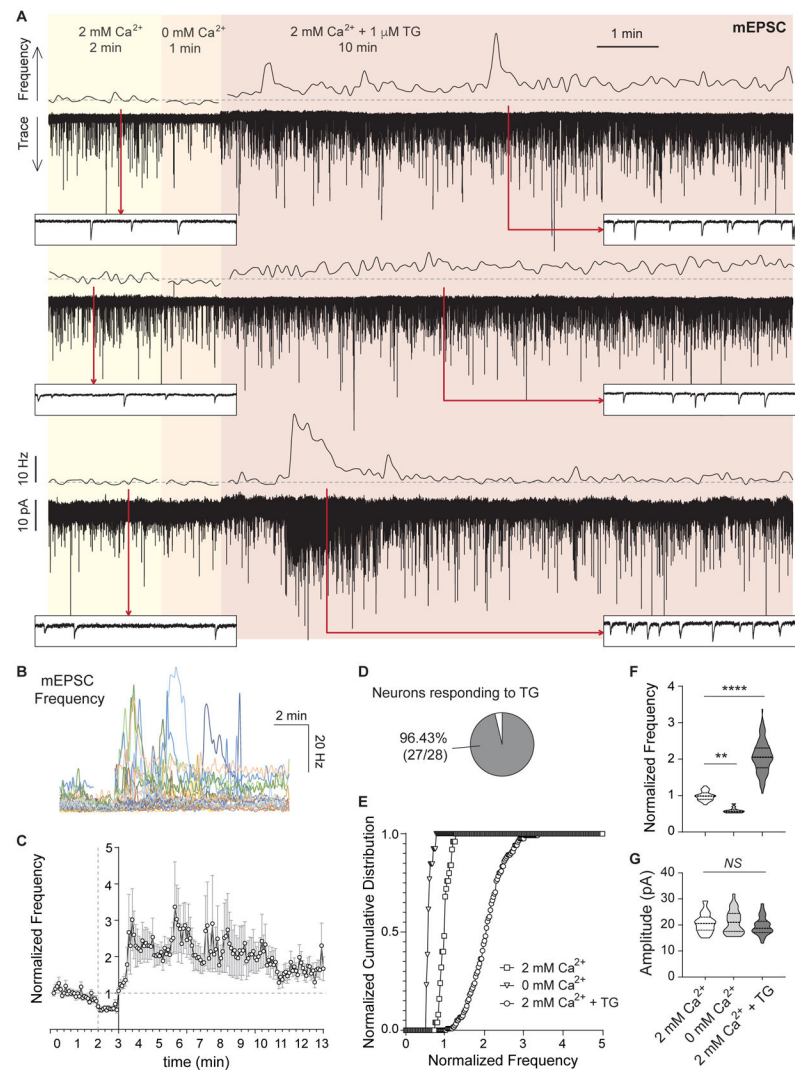 A
2 mM Ca²⁺
2 min
0 mM Ca²⁺
1 min
2 mM Ca²⁺ + 1 μM TG
10 min
1 min
mEPSC
Frequency
Trace
10 Hz
10 pA
B
mEPSC
Frequency
2 min
20 Hz
C
Normalized Frequency
5
4
3
2
1
0 1 2 3 4 5 6 7 8 9 10 11 12 13
time (min)
D
Neurons responding to TG
96.43%
(27/28)
E
Normalized Cumulative Distribution
1.0
0.5
0.0
2 mM Ca²⁺
0 mM Ca²⁺
2 mM Ca²⁺ + TG
0 1 2 3 4 5
Normalized Frequency
F
Normalized Frequency
4
3
2
1
0
****
**
G
Amplitude (pA)
40
30
20
10
0
NS
2 mM Ca²⁺
0 mM Ca²⁺
2 mM Ca²⁺ + TG